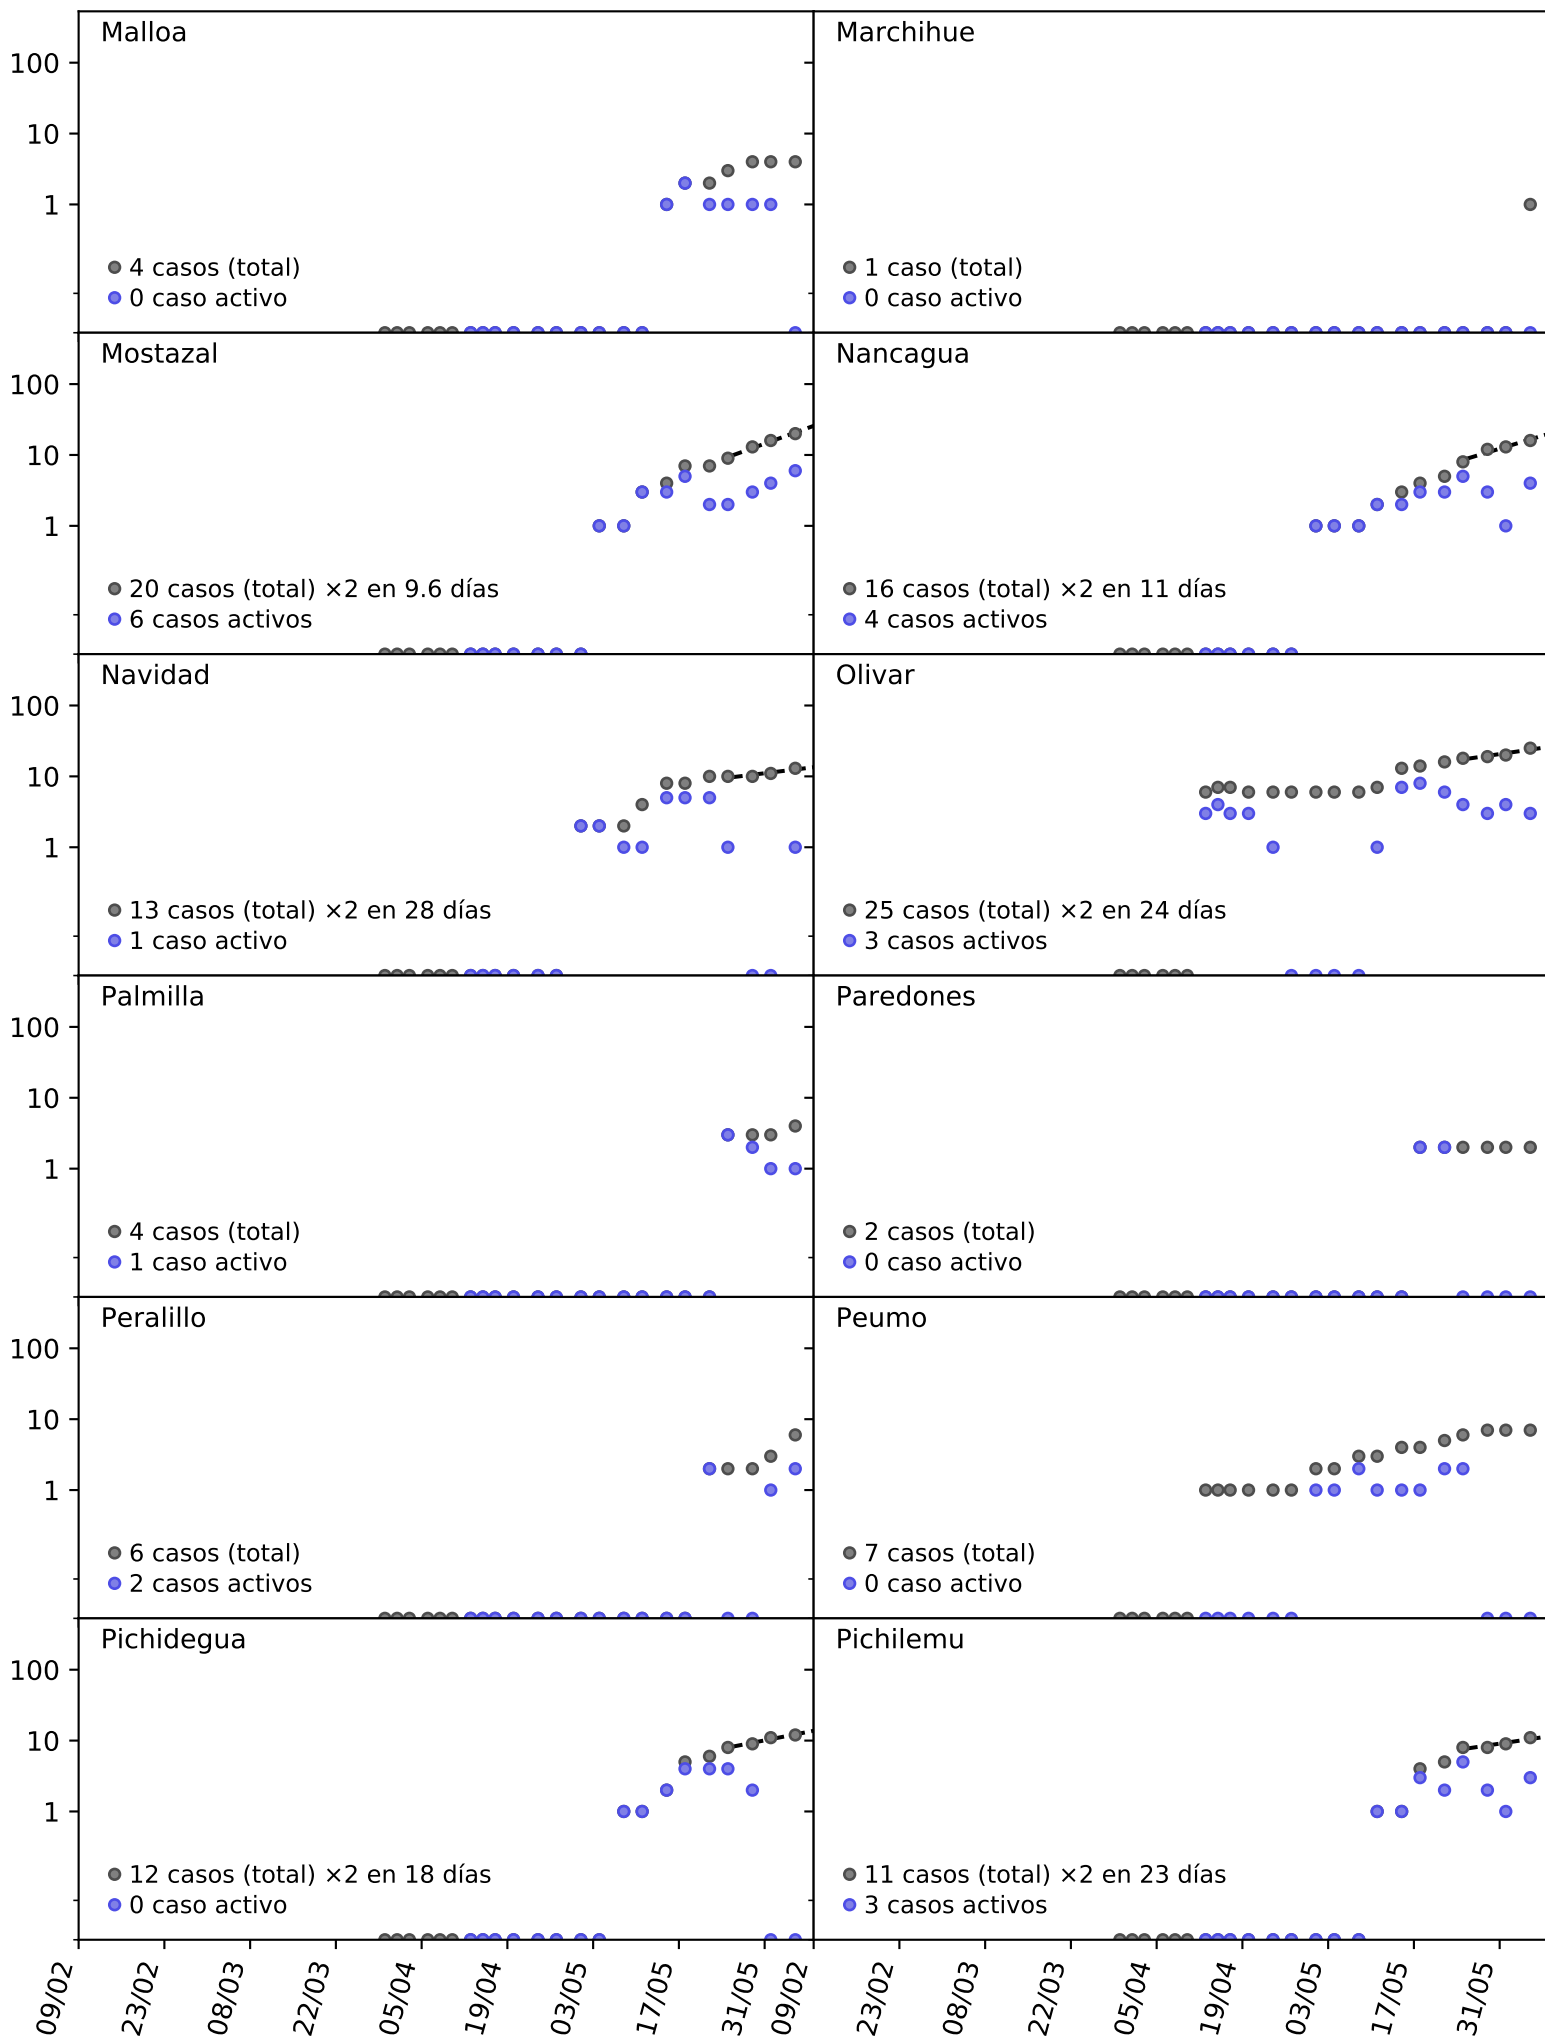 Malloa
Marchihue
100
10
1
4 casos (total)
0 caso activo
1 caso (total)
0 caso activo
Mostazal
Nancagua
100
10
1
20 casos (total) ×2 en 9.6 días
6 casos activos
16 casos (total) ×2 en 11 días
4 casos activos
Navidad
Olivar
100
10
1
13 casos (total) ×2 en 28 días
1 caso activo
25 casos (total) ×2 en 24 días
3 casos activos
Palmilla
Paredones
100
10
1
4 casos (total)
1 caso activo
2 casos (total)
0 caso activo
Peralillo
Peumo
100
10
1
6 casos (total)
2 casos activos
7 casos (total)
0 caso activo
Pichidegua
Pichilemu
100
10
1
12 casos (total) ×2 en 18 días
0 caso activo
11 casos (total) ×2 en 23 días
3 casos activos
09/02
23/02
08/03
22/03
05/04
19/04
03/05
17/05
31/05
09/02
23/02
08/03
22/03
05/04
19/04
03/05
17/05
31/05